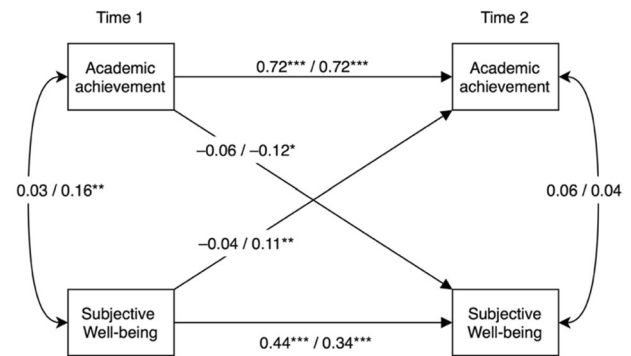 Time 1
Time 2
Academic
achievement
0.72*** / 0.72***
Academic
achievement
–0.06 / –0.12*
0.03 / 0.16**
0.06 / 0.04
–0.04 / 0.11**
Subjective
Well-being
0.44*** / 0.34***
Subjective
Well-being